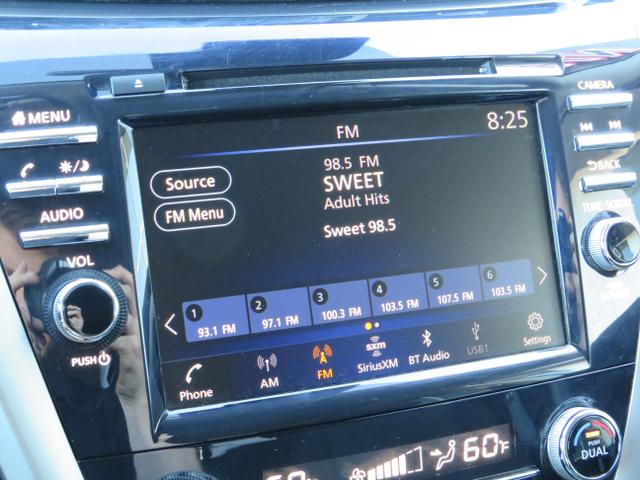 CAMERA
MENU
FM
8:25
98.5 FM
Source
SWEET
BACK
Adult Hits
AUDIO
FM Menu
Sweet 98.5
TUNE-SCROLL
VOL
1 2 3 4 5 6
93.1 FM 97.1 FM 100.3 FM 103.5 FM 107.5 FM 103.5 FM
PUSH
Phone AM FM SiriusXM BT Audio USB1 Settings
sxm
A
PUSH
DUAL
60°F